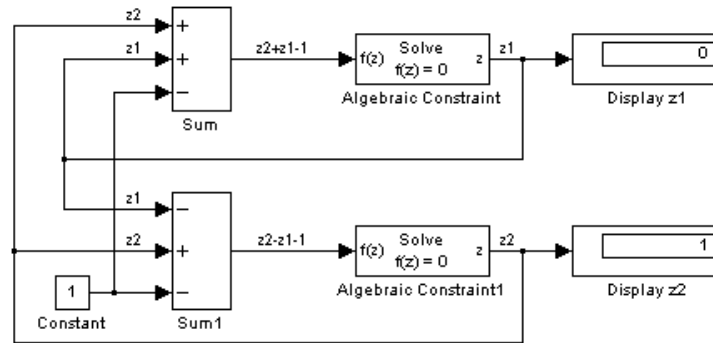 z2
+
z1
+
−
Sum
z2+z1-1
f(z)
Solve
f(z) = 0
z
Algebraic Constraint
z1
0
Display z1
z1
−
z2
+
−
Sum1
z2-z1-1
f(z)
Solve
f(z) = 0
z
Algebraic Constraint1
z2
1
Display z2
1
Constant